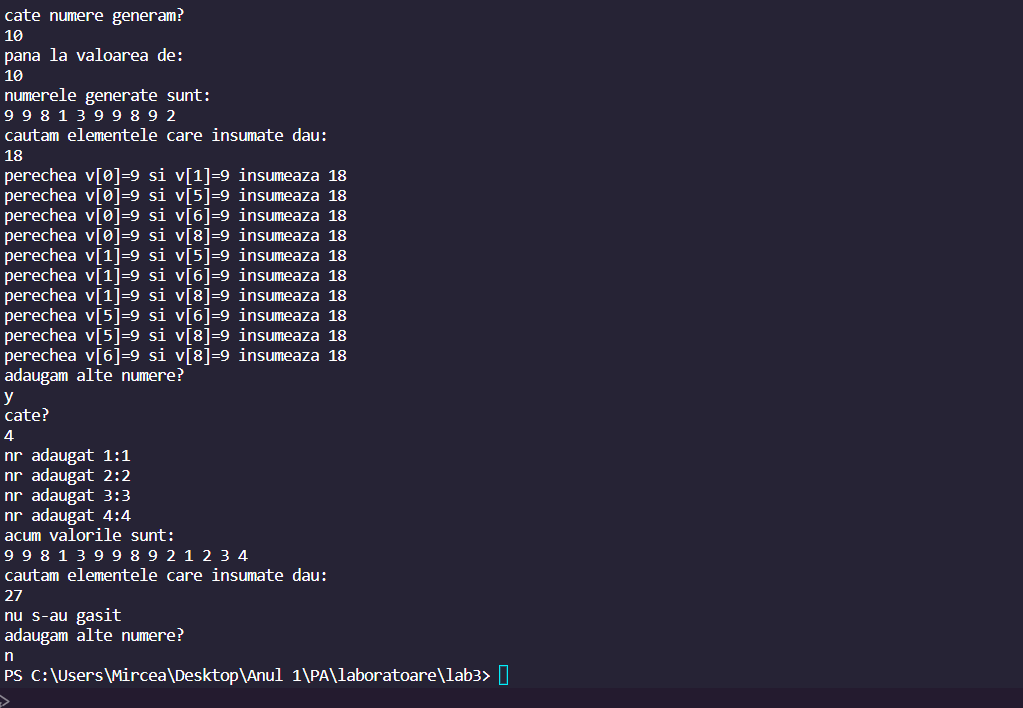 cate numere generam?
10
pana la valoarea de:
10
numerele generate sunt:
9 9 8 1 3 9 9 8 9 2
cautam elementele care insumate dau:
18
perechea v[0]=9 si v[1]=9 insumeaza 18
perechea v[0]=9 si v[5]=9 insumeaza 18
perechea v[0]=9 si v[6]=9 insumeaza 18
perechea v[0]=9 si v[8]=9 insumeaza 18
perechea v[1]=9 si v[5]=9 insumeaza 18
perechea v[1]=9 si v[6]=9 insumeaza 18
perechea v[1]=9 si v[8]=9 insumeaza 18
perechea v[5]=9 si v[6]=9 insumeaza 18
perechea v[5]=9 si v[8]=9 insumeaza 18
perechea v[6]=9 si v[8]=9 insumeaza 18
adaugam alte numere?
y
cate?
4
nr adaugat 1:1
nr adaugat 2:2
nr adaugat 3:3
nr adaugat 4:4
acum valorile sunt:
9 9 8 1 3 9 9 8 9 2 1 2 3 4
cautam elementele care insumate dau:
27
nu s-au gasit
adaugam alte numere?
n
PS C:\Users\Mircea\Desktop\Anul 1\PA\laboratoare\lab3>